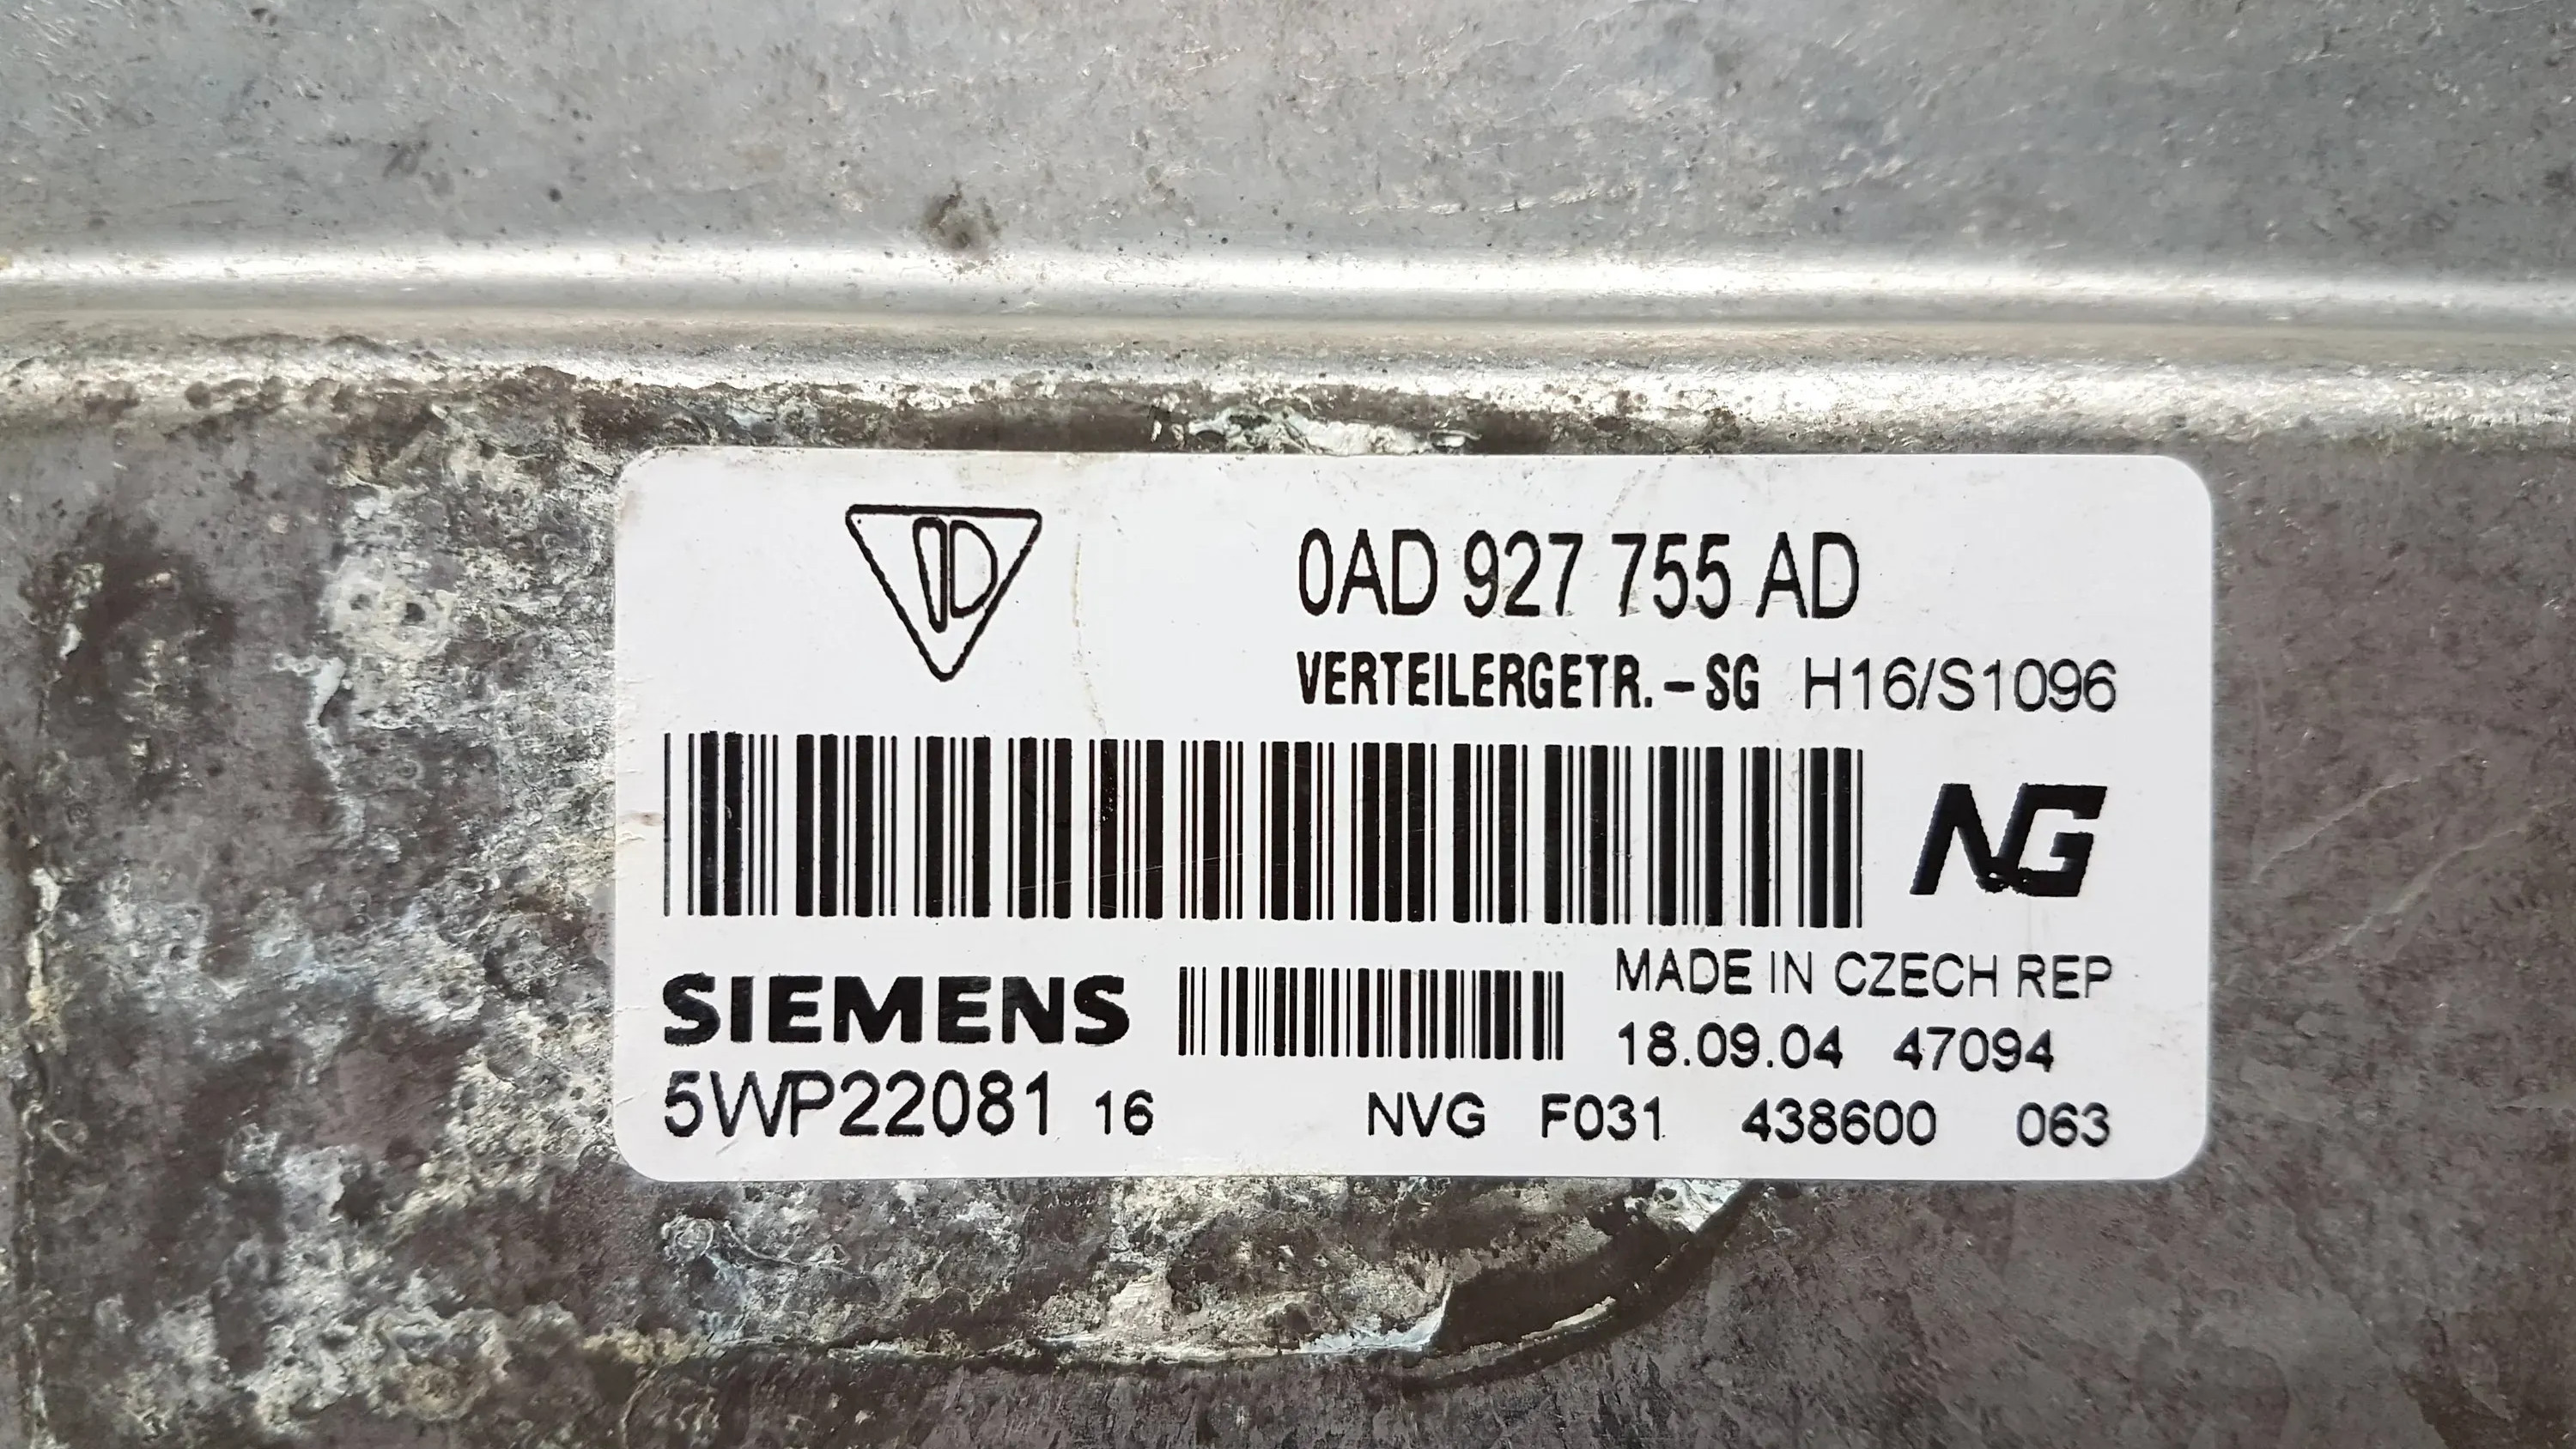 0AD 927 755 AD
VERTEILERGETR.-SG H16/S1096
NG
SIEMENS
MADE IN CZECH REP
18.09.04 47094
5WP22081 16
NVG F031 438600 063